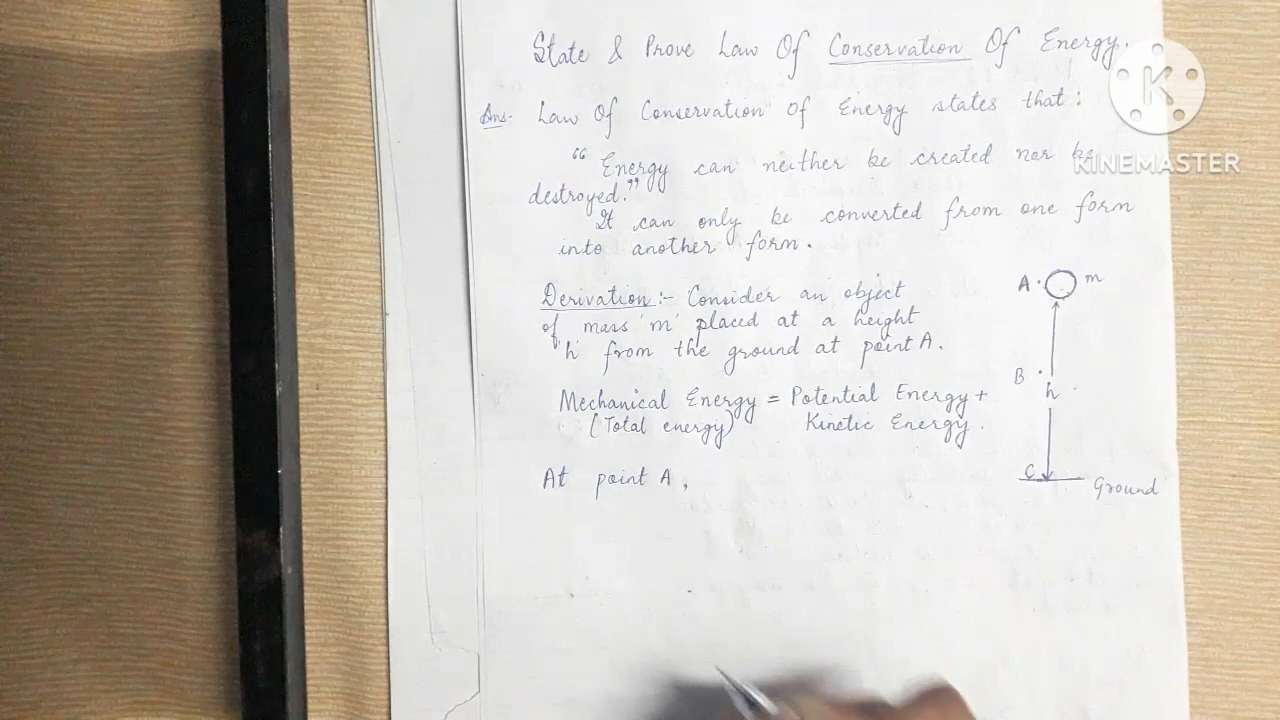 State & Prove Law Of Conservation Of Energy.
Ans- Law Of Conservation of Energy states that:
"Energy can neither be created nor be
destroyed."
It can only be converted from one form
into another form.
Derivation :- Consider an object
of mass 'm' placed at a height
'h' from the ground at point A.
Mechanical Energy = Potential Energy +
(Total energy) Kinetic Energy.
At point A,
A m
B
h
C
Ground
K
KINEMASTER